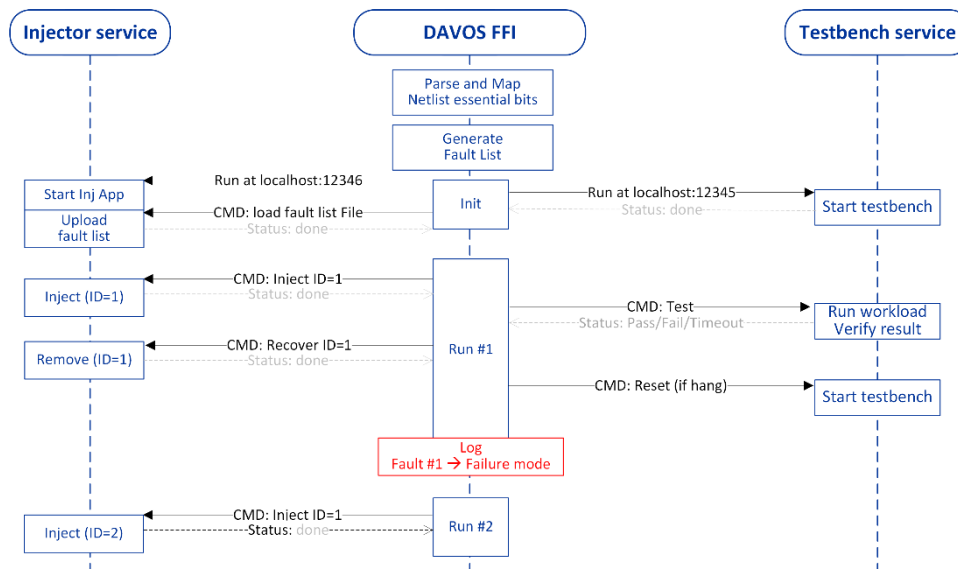 Injector service
DAVOS FFI
Testbench service
Parse and Map
Netlist essential bits
Generate
Fault List
Run at localhost:12346
Start Inj App
Init
Run at localhost:12345
Status: done
Start testbench
CMD: load fault list File
Status: done
Upload
fault list
CMD: Inject ID=1
Status: done
Inject (ID=1)
CMD: Test
Status: Pass/Fail/Timeout
Run workload
Verify result
Run #1
CMD: Recover ID=1
Status: done
Remove (ID=1)
CMD: Reset (if hang)
Start testbench
Log
Fault #1 → Failure mode
CMD: Inject ID=1
Status: done
Inject (ID=2)
Run #2